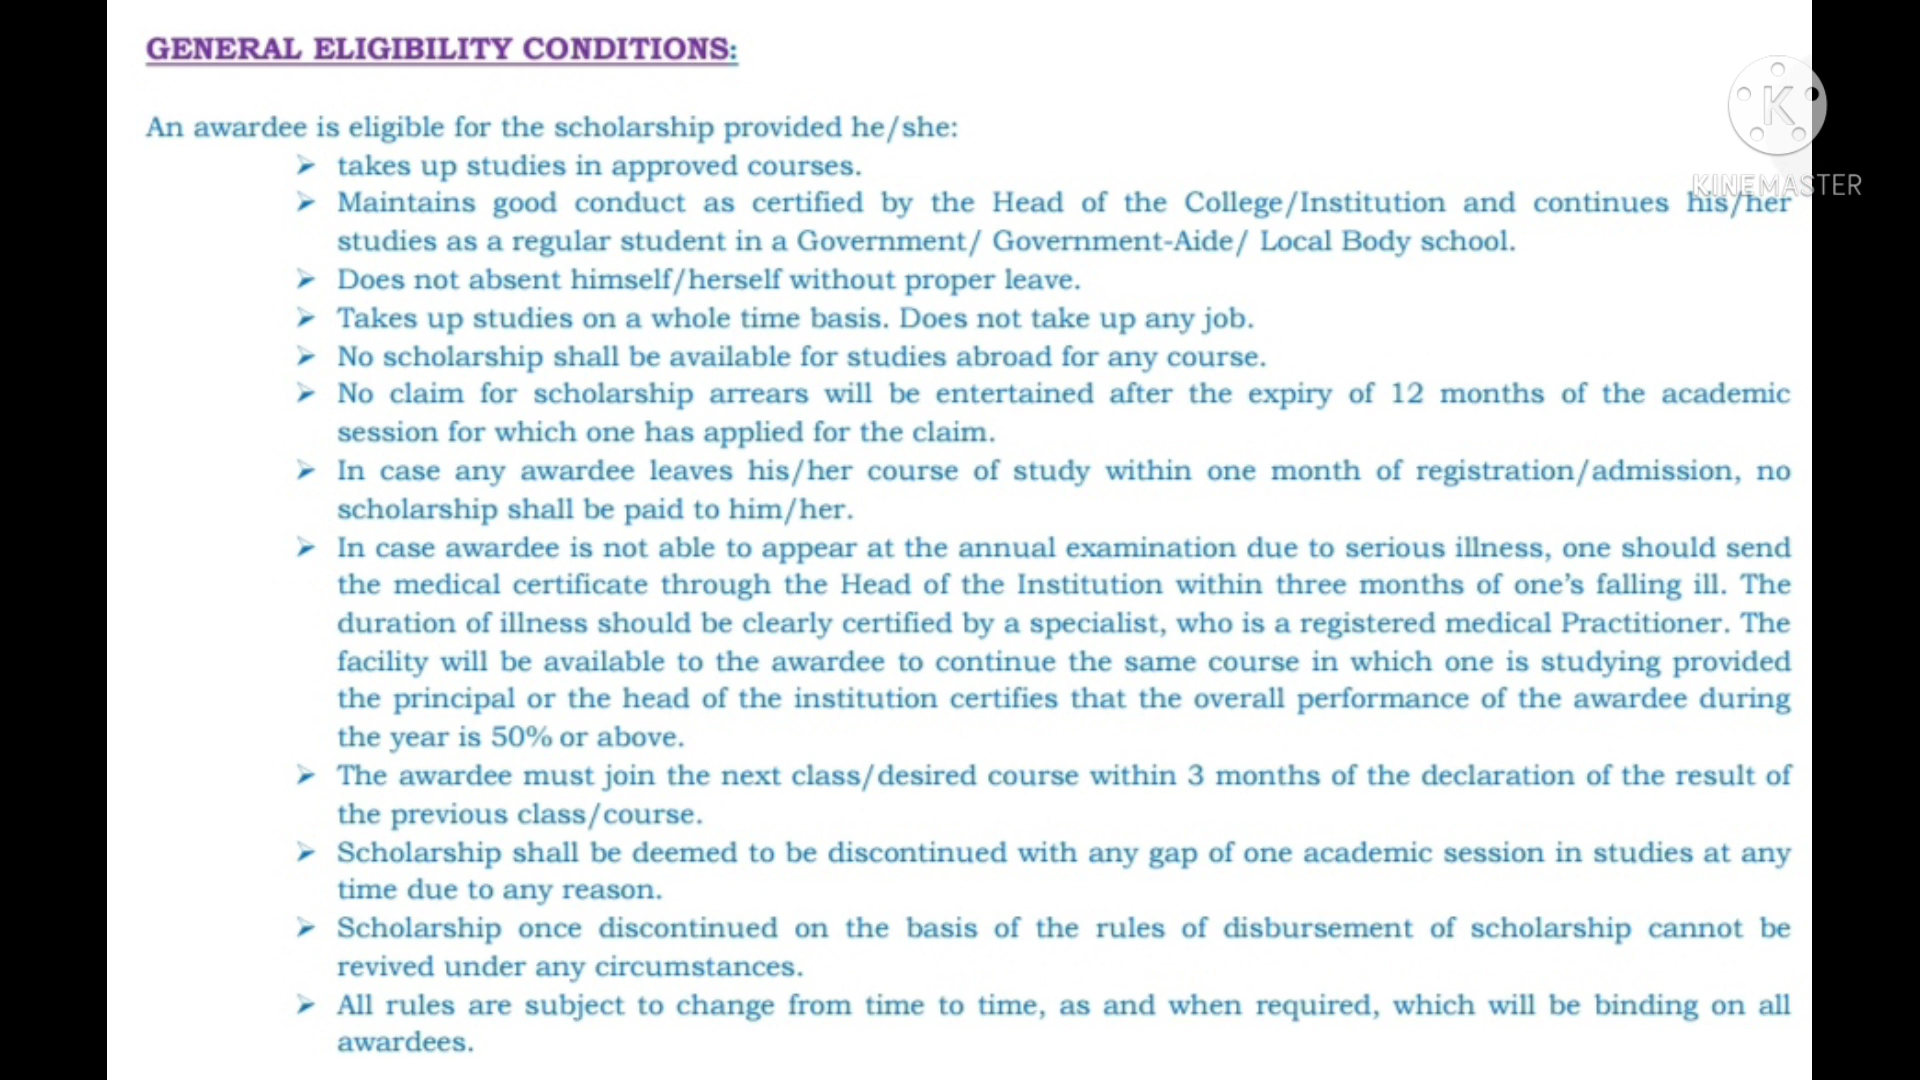 GENERAL ELIGIBILITY CONDITIONS:
An awardee is eligible for the scholarship provided he/she:
➢ takes up studies in approved courses.
➢ Maintains good conduct as certified by the Head of the College/Institution and continues his/her
studies as a regular student in a Government/ Government-Aide/ Local Body school.
➢ Does not absent himself/herself without proper leave.
➢ Takes up studies on a whole time basis. Does not take up any job.
➢ No scholarship shall be available for studies abroad for any course.
➢ No claim for scholarship arrears will be entertained after the expiry of 12 months of the academic
session for which one has applied for the claim.
➢ In case any awardee leaves his/her course of study within one month of registration/admission, no
scholarship shall be paid to him/her.
➢ In case awardee is not able to appear at the annual examination due to serious illness, one should send
the medical certificate through the Head of the Institution within three months of one's falling ill. The
duration of illness should be clearly certified by a specialist, who is a registered medical Practitioner. The
facility will be available to the awardee to continue the same course in which one is studying provided
the principal or the head of the institution certifies that the overall performance of the awardee during
the year is 50% or above.
➢ The awardee must join the next class/desired course within 3 months of the declaration of the result of
the previous class/course.
➢ Scholarship shall be deemed to be discontinued with any gap of one academic session in studies at any
time due to any reason.
➢ Scholarship once discontinued on the basis of the rules of disbursement of scholarship cannot be
revived under any circumstances.
➢ All rules are subject to change from time to time, as and when required, which will be binding on all
awardees.
K
KINEMASTER